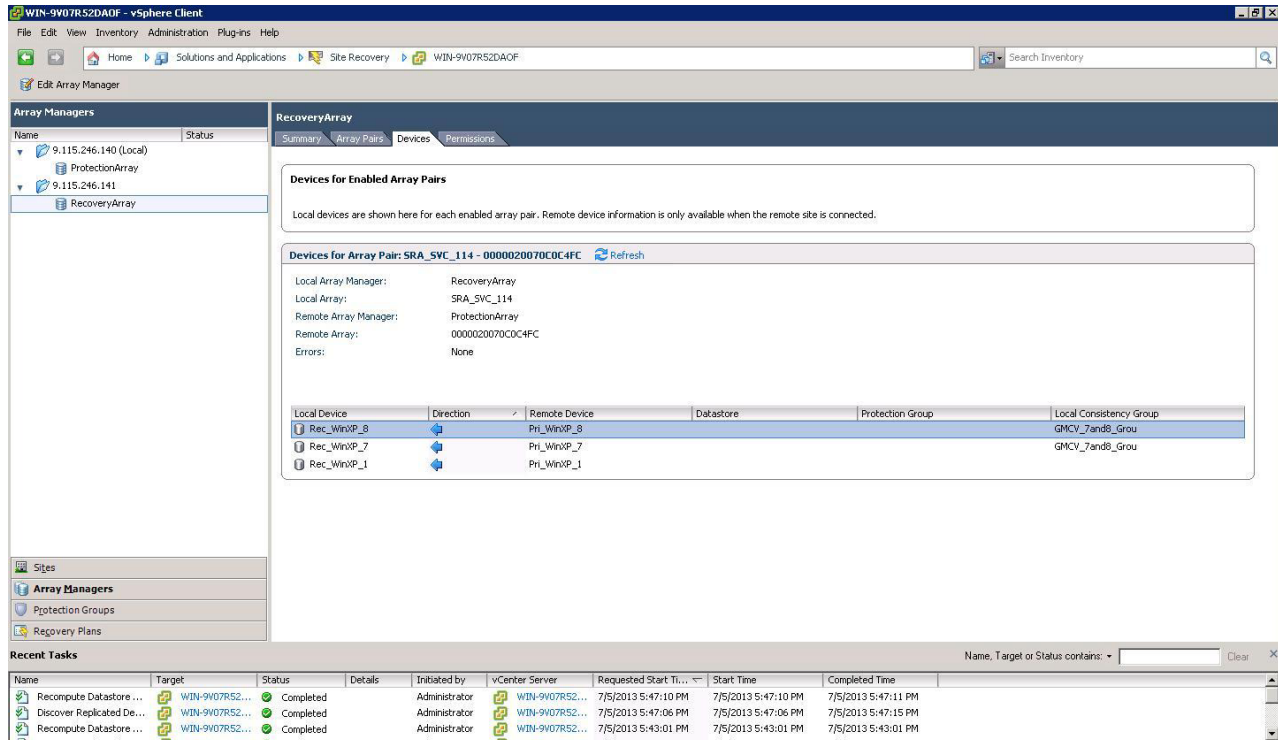 WIN-9V07R52DAOF - vSphere Client
File Edit View Inventory Administration Plug-ins Help
Home Solutions and Applications Site Recovery WIN-9V07R52DAOF Search Inventory
Edit Array Manager
Array Managers
Name Status
9.115.246.140 (Local)
ProtectionArray
9.115.246.141
RecoveryArray
Sites
Array Managers
Protection Groups
Recovery Plans
RecoveryArray
Summary Array Pairs Devices Permissions
Devices for Enabled Array Pairs
Local devices are shown here for each enabled array pair. Remote device information is only available when the remote site is connected.
Devices for Array Pair: SRA_SVC_114 - 0000020070C0C4FC Refresh
Local Array Manager: RecoveryArray
Local Array: SRA_SVC_114
Remote Array Manager: ProtectionArray
Remote Array: 0000020070C0C4FC
Errors: None
Local Device Direction Remote Device Datastore Protection Group Local Consistency Group
Rec_WinXP_8 Pri_WinXP_8 GMCV_7and8_Grou
Rec_WinXP_7 Pri_WinXP_7 GMCV_7and8_Grou
Rec_WinXP_1 Pri_WinXP_1
Recent Tasks Name, Target or Status contains: Clear
Name Target Status Details Initiated by vCenter Server Requested Start Ti... Start Time Completed Time
Recompute Datastore ... WIN-9V07R52... Completed Administrator WIN-9V07R52... 7/5/2013 5:47:10 PM 7/5/2013 5:47:10 PM 7/5/2013 5:47:11 PM
Discover Replicated De... WIN-9V07R52... Completed Administrator WIN-9V07R52... 7/5/2013 5:47:06 PM 7/5/2013 5:47:06 PM 7/5/2013 5:47:15 PM
Recompute Datastore ... WIN-9V07R52... Completed Administrator WIN-9V07R52... 7/5/2013 5:43:01 PM 7/5/2013 5:43:01 PM 7/5/2013 5:43:01 PM